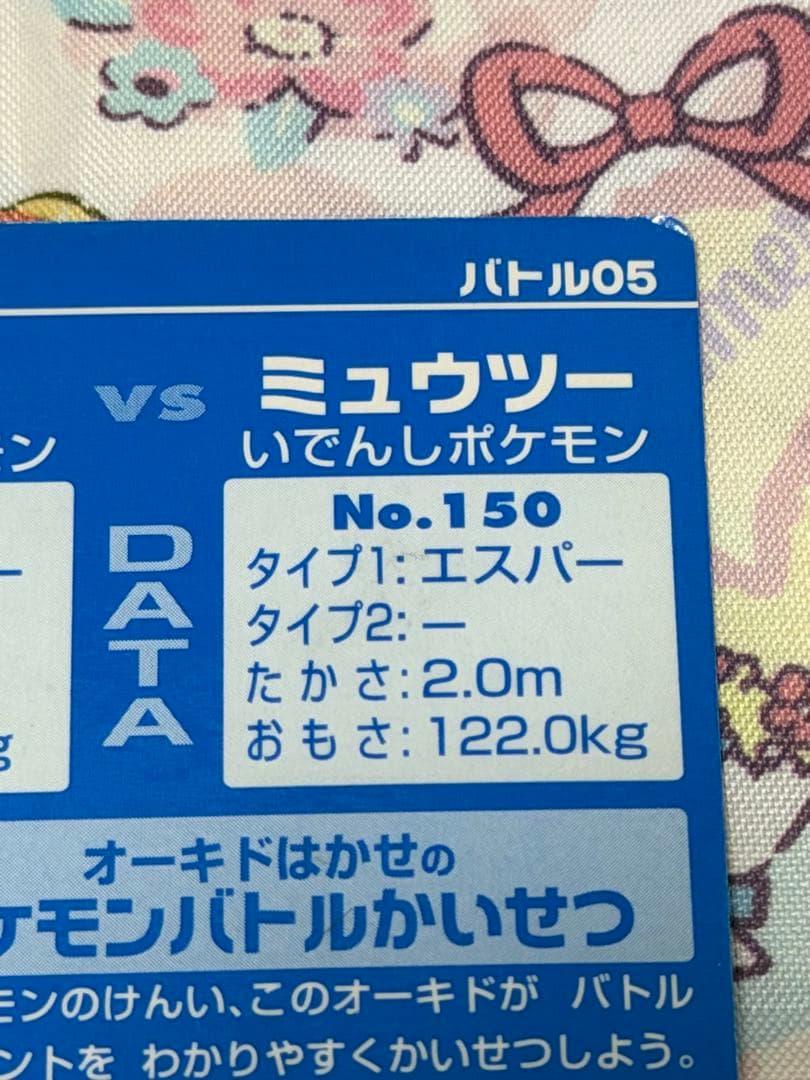 バトル05
vs ミュウツー
モン いでんしポケモン
DATA
No.150
ー タイプ1: エスパー
タイプ2: ―
たかさ: 2.0m
g おもさ: 122.0kg
オーキドはかせの
ケモンバトルかいせつ
モンのけんい、このオーキドが バトル
ントを わかりやすくかいせつしよう。